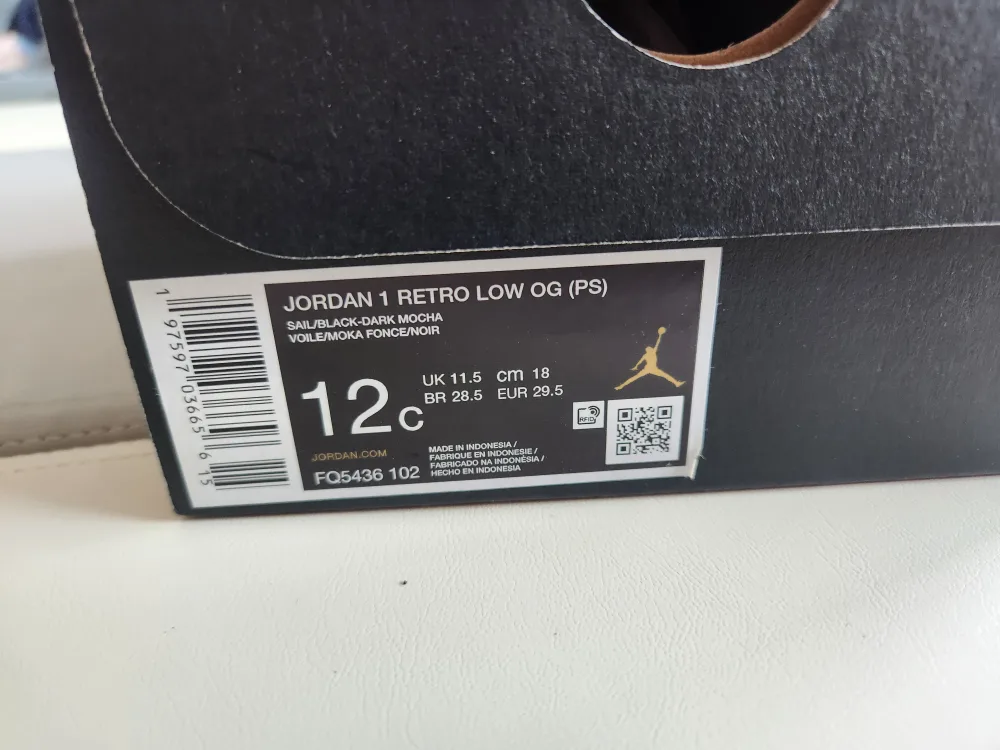 JORDAN 1 RETRO LOW OG (PS)
SAIL/BLACK-DARK MOCHA
VOILE/MOKA FONCE/NOIR
12C
UK 11.5 cm 18
BR 28.5 EUR 29.5
RFID
JORDAN.COM
FQ5436 102
MADE IN INDONESIA /
FABRIQUE EN INDONESIE /
FABRICADO NA INDONÉSIA /
HECHO EN INDONESIA
1 97597 03665 6 15